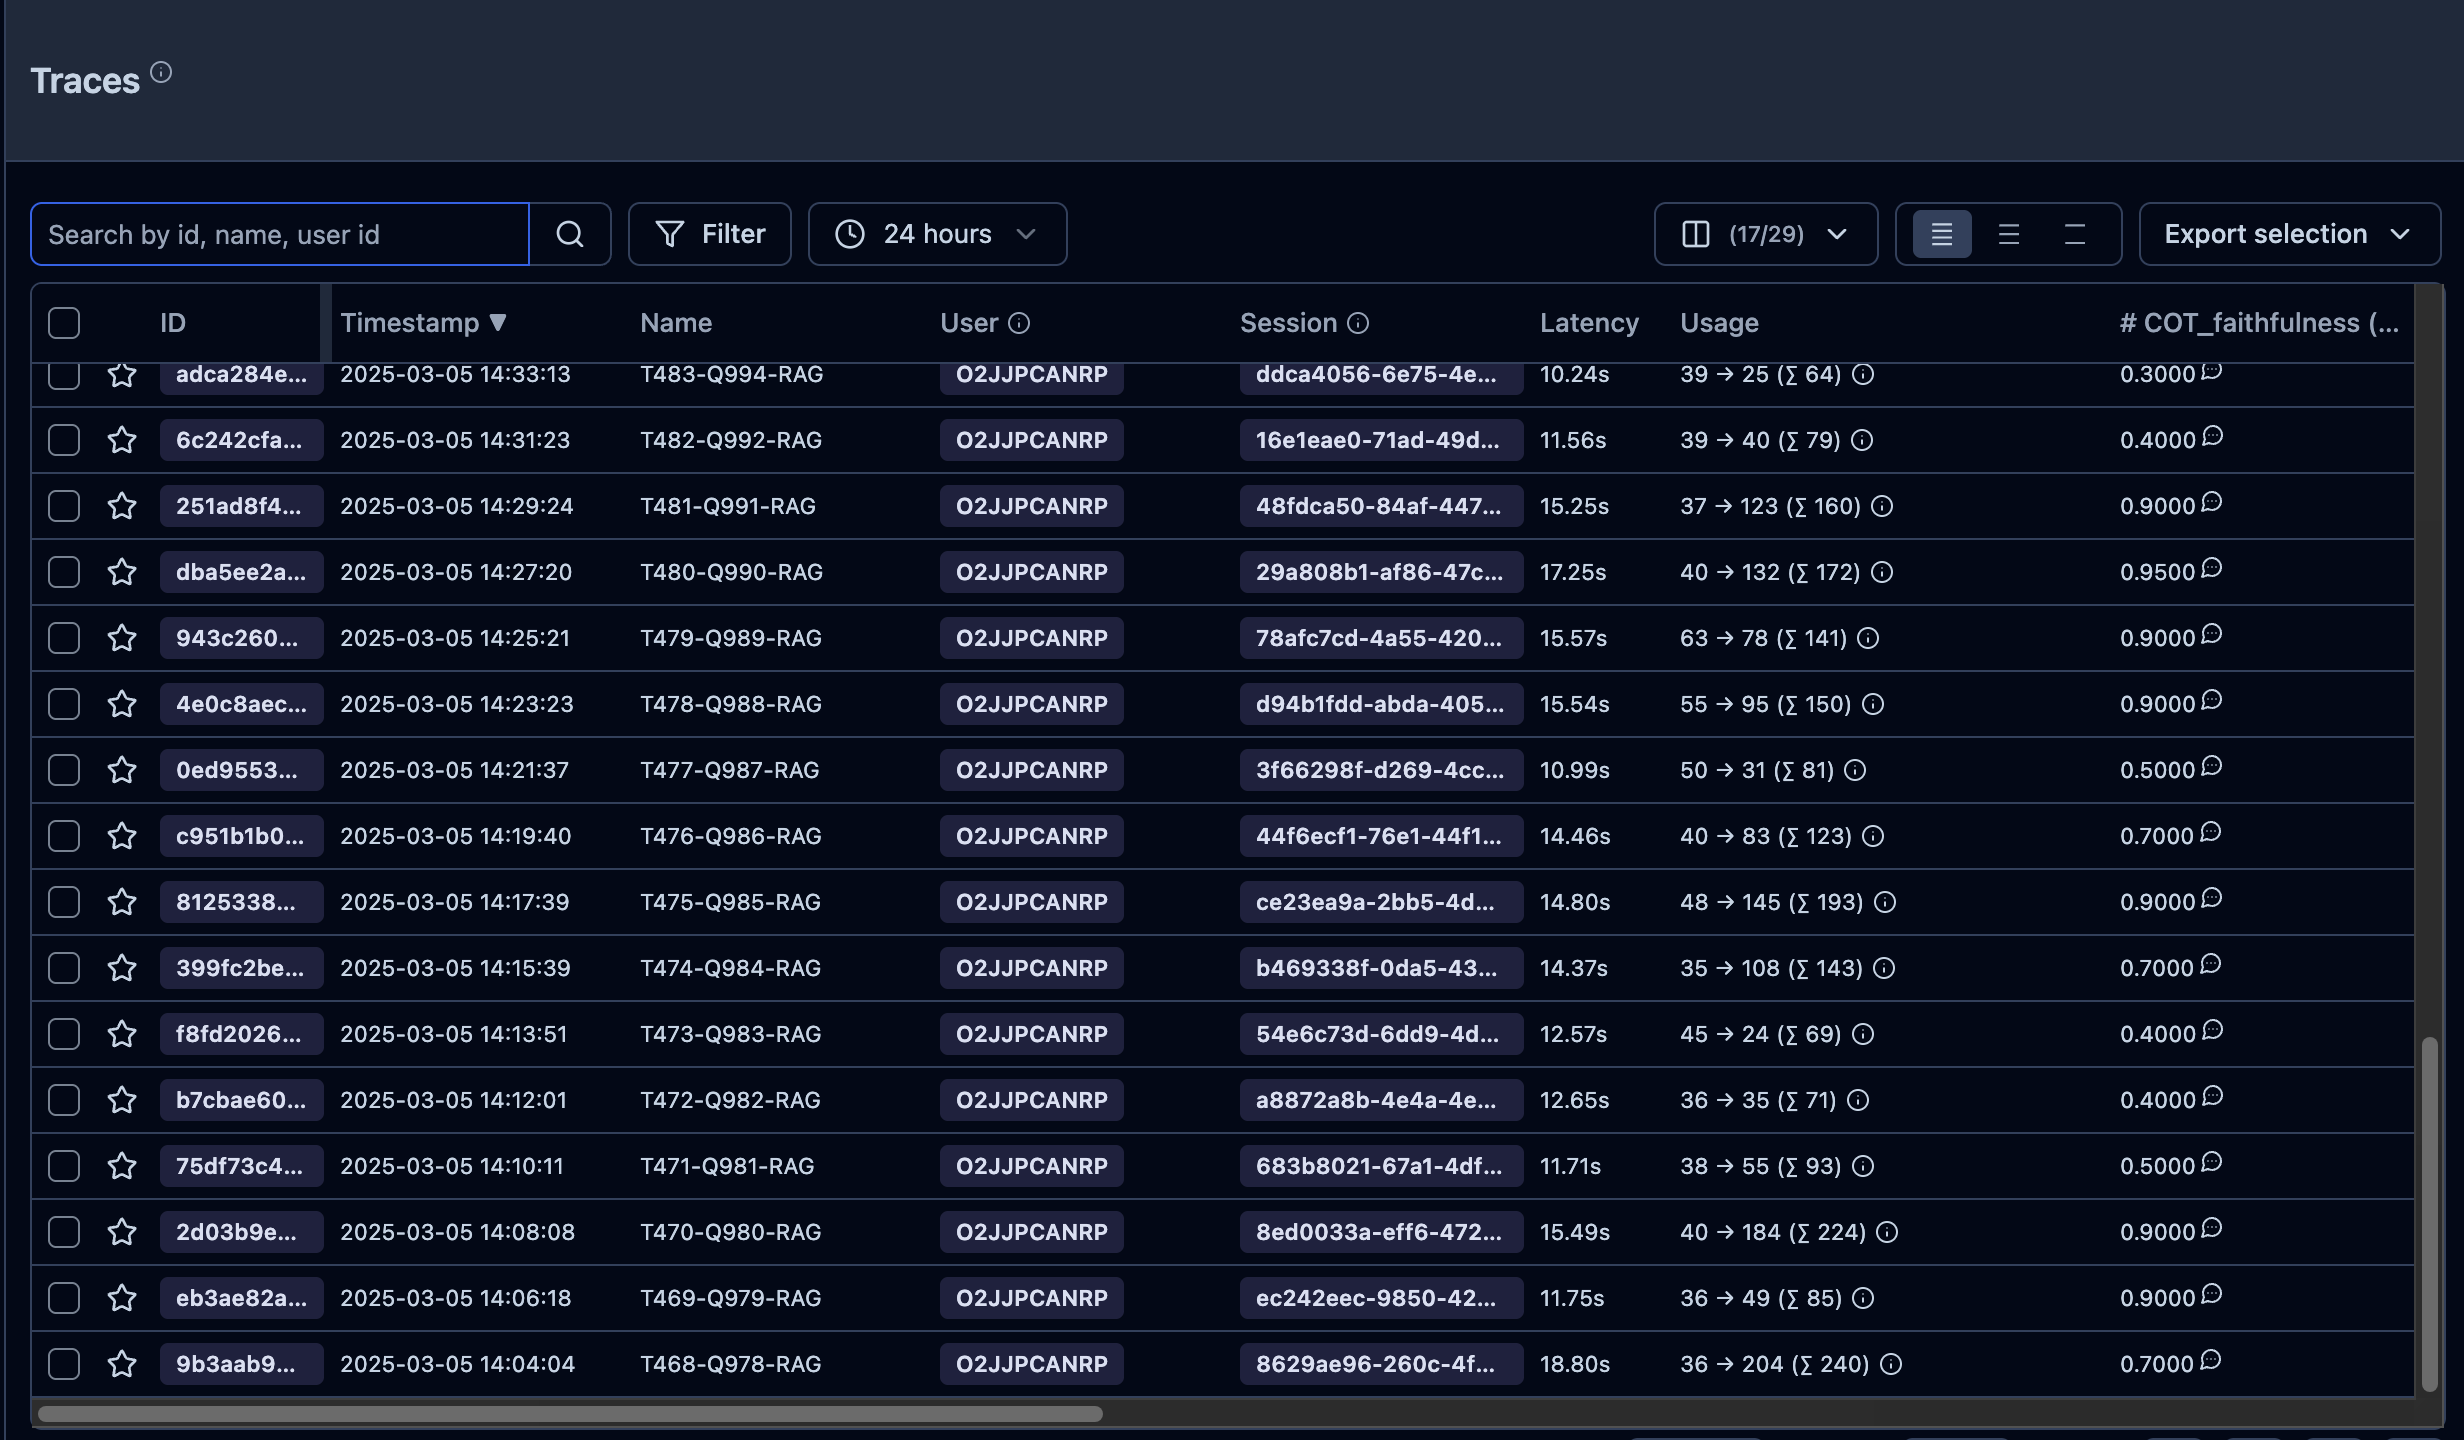 Traces
Search by id, name, user id Filter 24 hours (17/29) Export selection
ID Timestamp ▼ Name User Session Latency Usage # COT_faithfulness (...
adca284e... 2025-03-05 14:33:13 T483-Q994-RAG O2JJPCANRP ddca4056-6e75-4e... 10.24s 39 → 25 (∑ 64) 0.3000
6c242cfa... 2025-03-05 14:31:23 T482-Q992-RAG O2JJPCANRP 16e1eae0-71ad-49d... 11.56s 39 → 40 (∑ 79) 0.4000
251ad8f4... 2025-03-05 14:29:24 T481-Q991-RAG O2JJPCANRP 48fdca50-84af-447... 15.25s 37 → 123 (∑ 160) 0.9000
dba5ee2a... 2025-03-05 14:27:20 T480-Q990-RAG O2JJPCANRP 29a808b1-af86-47c... 17.25s 40 → 132 (∑ 172) 0.9500
943c260... 2025-03-05 14:25:21 T479-Q989-RAG O2JJPCANRP 78afc7cd-4a55-420... 15.57s 63 → 78 (∑ 141) 0.9000
4e0c8aec... 2025-03-05 14:23:23 T478-Q988-RAG O2JJPCANRP d94b1fdd-abda-405... 15.54s 55 → 95 (∑ 150) 0.9000
0ed9553... 2025-03-05 14:21:37 T477-Q987-RAG O2JJPCANRP 3f66298f-d269-4cc... 10.99s 50 → 31 (∑ 81) 0.5000
c951b1b0... 2025-03-05 14:19:40 T476-Q986-RAG O2JJPCANRP 44f6ecf1-76e1-44f1... 14.46s 40 → 83 (∑ 123) 0.7000
8125338... 2025-03-05 14:17:39 T475-Q985-RAG O2JJPCANRP ce23ea9a-2bb5-4d... 14.80s 48 → 145 (∑ 193) 0.9000
399fc2be... 2025-03-05 14:15:39 T474-Q984-RAG O2JJPCANRP b469338f-0da5-43... 14.37s 35 → 108 (∑ 143) 0.7000
f8fd2026... 2025-03-05 14:13:51 T473-Q983-RAG O2JJPCANRP 54e6c73d-6dd9-4d... 12.57s 45 → 24 (∑ 69) 0.4000
b7cbae60... 2025-03-05 14:12:01 T472-Q982-RAG O2JJPCANRP a8872a8b-4e4a-4e... 12.65s 36 → 35 (∑ 71) 0.4000
75df73c4... 2025-03-05 14:10:11 T471-Q981-RAG O2JJPCANRP 683b8021-67a1-4df... 11.71s 38 → 55 (∑ 93) 0.5000
2d03b9e... 2025-03-05 14:08:08 T470-Q980-RAG O2JJPCANRP 8ed0033a-eff6-472... 15.49s 40 → 184 (∑ 224) 0.9000
eb3ae82a... 2025-03-05 14:06:18 T469-Q979-RAG O2JJPCANRP ec242eec-9850-42... 11.75s 36 → 49 (∑ 85) 0.9000
9b3aab9... 2025-03-05 14:04:04 T468-Q978-RAG O2JJPCANRP 8629ae96-260c-4f... 18.80s 36 → 204 (∑ 240) 0.7000